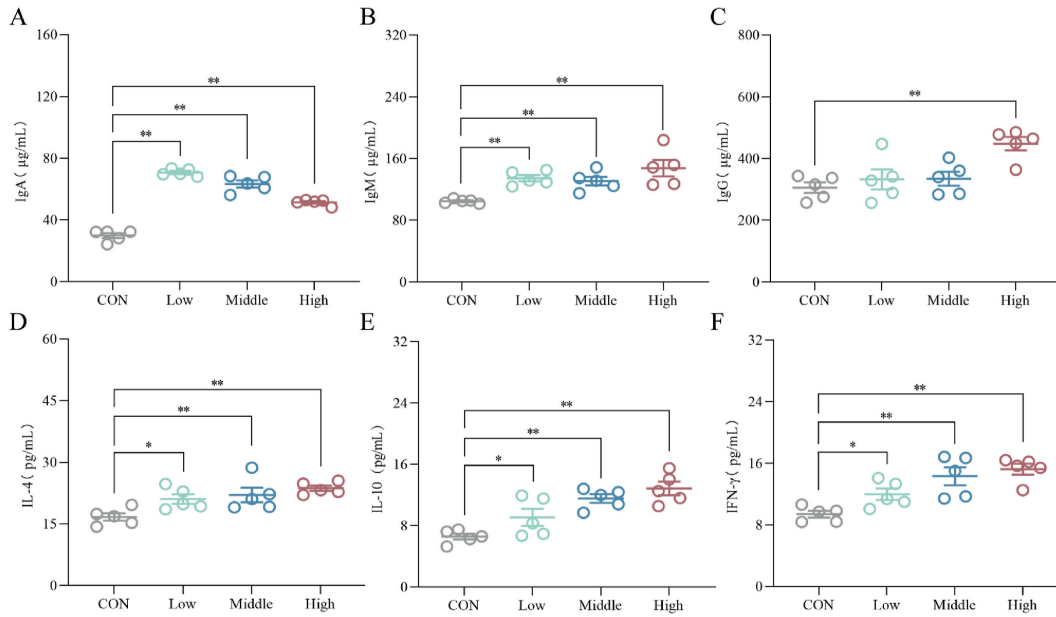 A
B
C
160
120
80
40
0
IgA（μg/mL）
**
**
**
CON Low Middle High
320
240
160
80
0
IgM（μg/mL）
**
**
**
CON Low Middle High
800
600
400
200
0
IgG（μg/mL）
**
CON Low Middle High
D
E
F
60
45
30
15
0
IL-4（pg/mL）
**
**
*
CON Low Middle High
32
24
16
8
0
IL-10 (pg/mL）
**
**
*
CON Low Middle High
32
24
16
8
0
IFN-γ（pg/mL）
**
**
*
CON Low Middle High